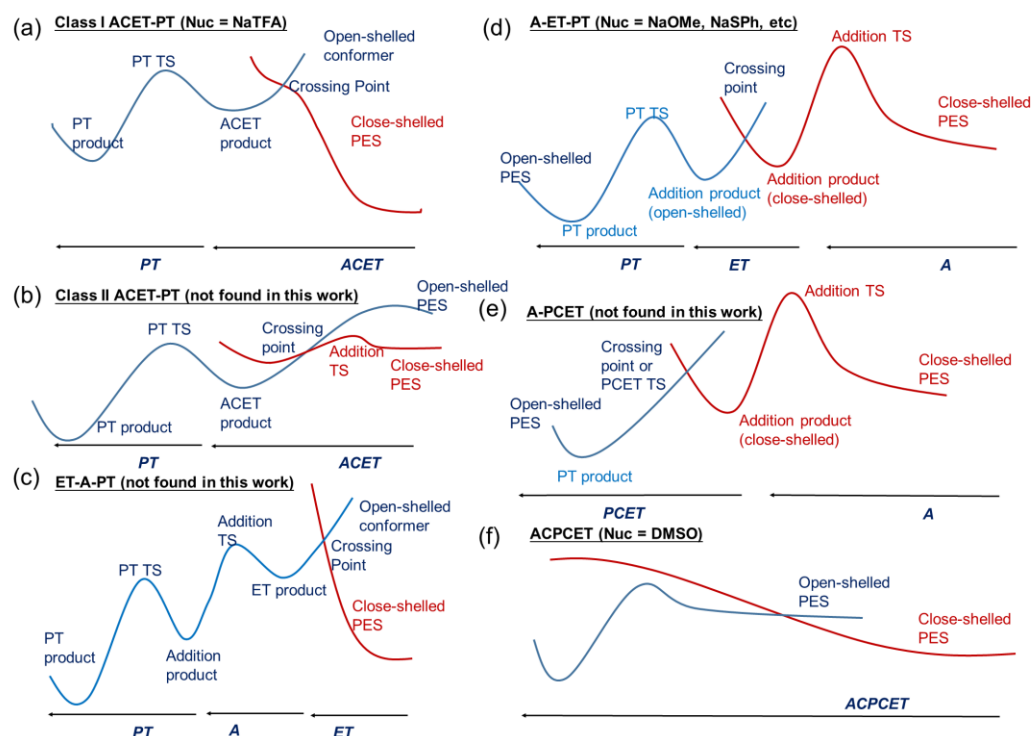 (a)
Class I ACET-PT (Nuc = NaTFA)
Open-shelled
conformer
PT TS
Crossing Point
PT
product
ACET
product
Close-shelled
PES
PT
ACET
(b)
Class II ACET-PT (not found in this work)
Open-shelled
PES
PT TS
Crossing
point
Addition
TS
Close-shelled
PES
ACET
product
PT product
PT
ACET
(c)
ET-A-PT (not found in this work)
Open-shelled
conformer
Addition
TS
Crossing
Point
PT TS
ET product
Close-shelled
PES
PT
product
Addition
product
PT
A
ET
(d)
A-ET-PT (Nuc = NaOMe, NaSPh, etc)
Addition TS
Crossing
point
Close-shelled
PES
PT TS
Open-shelled
PES
Addition product
(open-shelled)
Addition product
(close-shelled)
PT product
PT
ET
A
(e)
A-PCET (not found in this work)
Addition TS
Crossing
point or
PCET TS
Close-shelled
PES
Open-shelled
PES
Addition product
(close-shelled)
PT product
PCET
A
(f)
ACPCET (Nuc = DMSO)
Open-shelled
PES
Close-shelled
PES
ACPCET